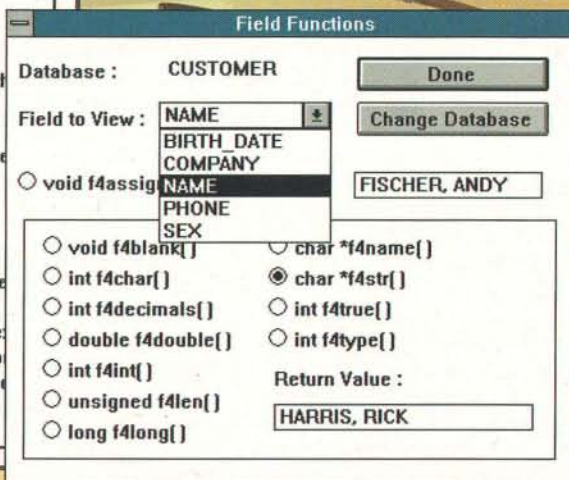 Field Functions
Database : CUSTOMER
Done
Field to View : NAME
Change Database
BIRTH_DATE
COMPANY
NAME
PHONE
SEX
void f4assig
FISCHER, ANDY
void f4blank()
char *f4name()
int f4char()
char *f4str()
int f4decimals()
int f4true()
double f4double()
int f4type()
int f4int()
Return Value :
unsigned f4len()
HARRIS, RICK
long f4long()